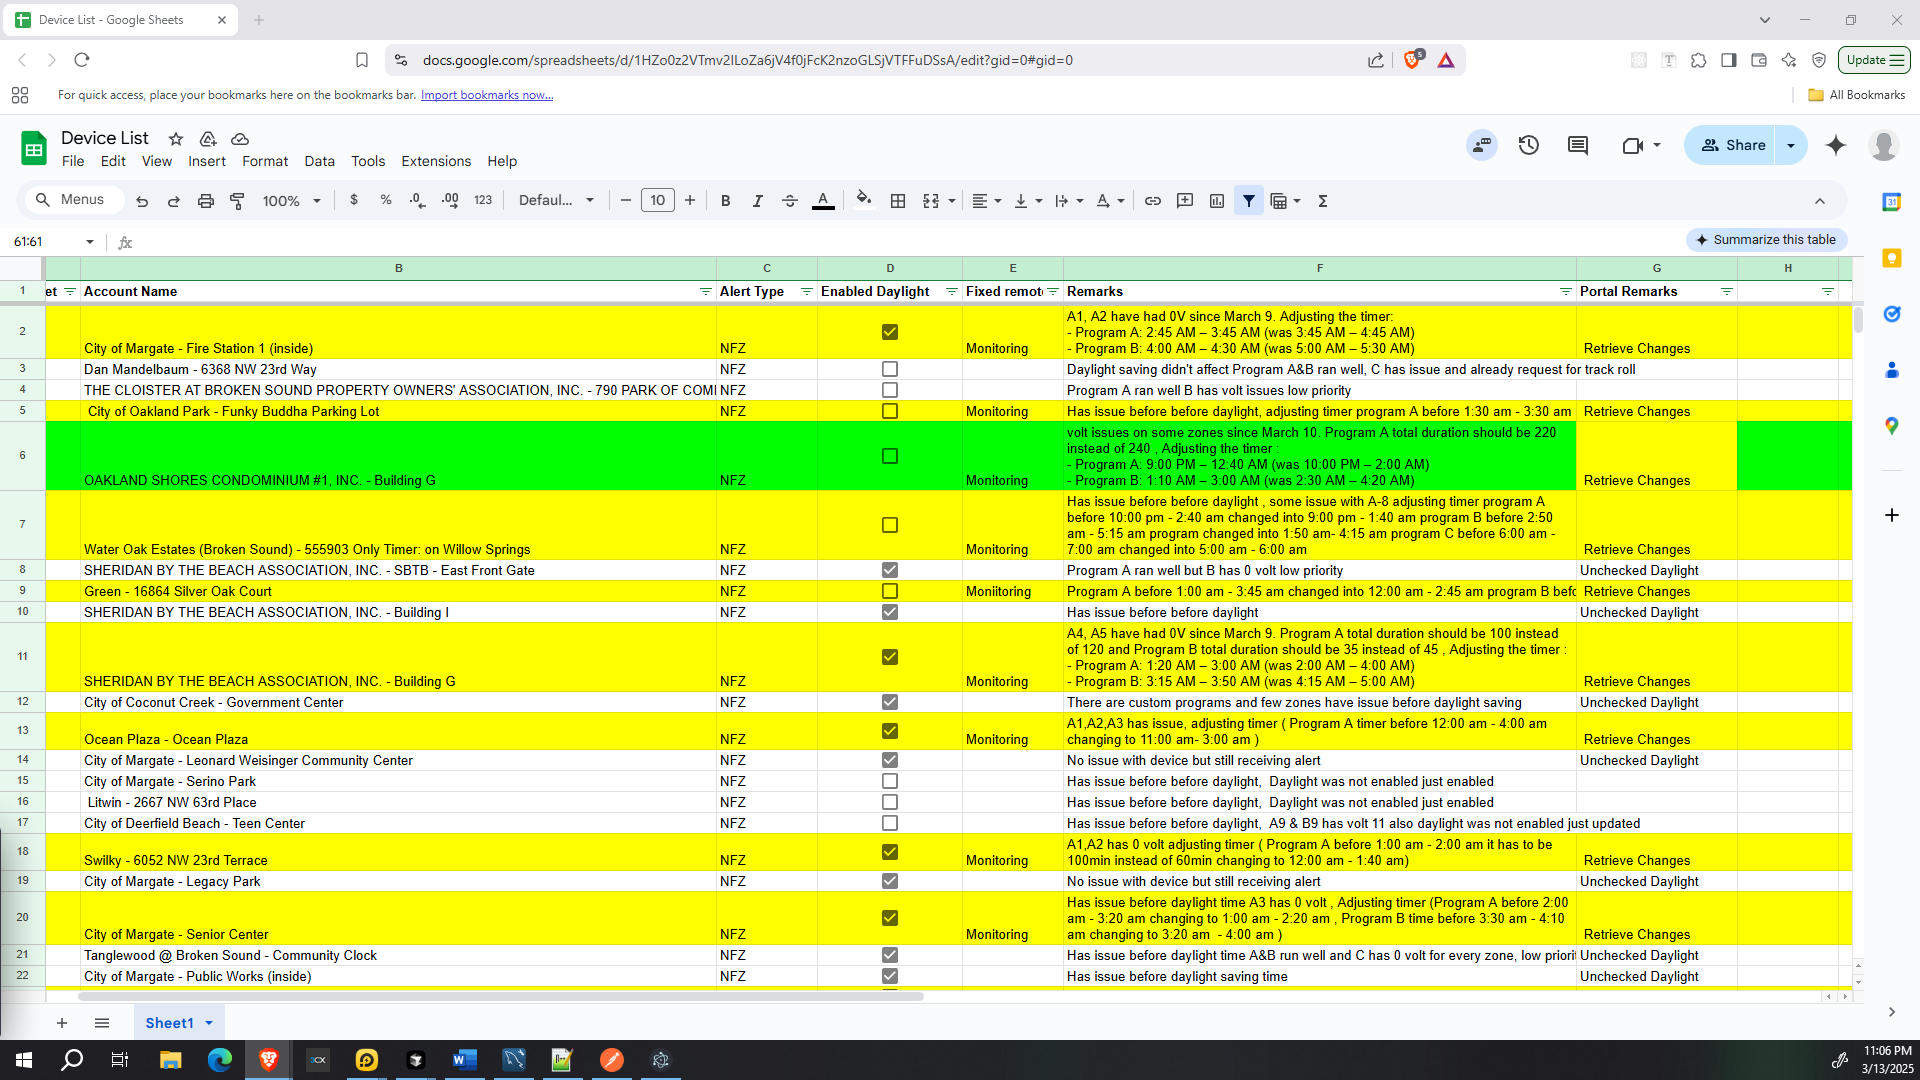 Device List - Google Sheets
docs.google.com/spreadsheets/d/1HZo0z2VTmv2ILoZa6jV4f0jFcK2nzoGLSjVTFFuDSsA/edit?gid=0#gid=0
5
Update
For quick access, place your bookmarks here on the bookmarks bar. Import bookmarks now...
All Bookmarks
Device List
File Edit View Insert Format Data Tools Extensions Help
Share
Menus
100%
$ % .0 .00 123
Defaul...
10
B I A
Σ
31
61:61
fx
Summarize this table
B C D E F G H
1 et Account Name Alert Type Enabled Daylight Fixed remot Remarks Portal Remarks
A1, A2 have had 0V since March 9. Adjusting the timer:
2 - Program A: 2:45 AM – 3:45 AM (was 3:45 AM – 4:45 AM)
City of Margate - Fire Station 1 (inside) NFZ Monitoring - Program B: 4:00 AM – 4:30 AM (was 5:00 AM – 5:30 AM) Retrieve Changes
3 Dan Mandelbaum - 6368 NW 23rd Way NFZ Daylight saving didn't affect Program A&B ran well, C has issue and already request for track roll
4 THE CLOISTER AT BROKEN SOUND PROPERTY OWNERS' ASSOCIATION, INC. - 790 PARK OF COMI NFZ Program A ran well B has volt issues low priority
5 City of Oakland Park - Funky Buddha Parking Lot NFZ Monitoring Has issue before before daylight, adjusting timer program A before 1:30 am - 3:30 am Retrieve Changes
volt issues on some zones since March 10. Program A total duration should be 220
6 instead of 240 , Adjusting the timer :
- Program A: 9:00 PM – 12:40 AM (was 10:00 PM – 2:00 AM)
OAKLAND SHORES CONDOMINIUM #1, INC. - Building G NFZ Monitoring - Program B: 1:10 AM – 3:00 AM (was 2:30 AM – 4:20 AM) Retrieve Changes
Has issue before before daylight , some issue with A-8 adjusting timer program A
7 before 10:00 pm - 2:40 am changed into 9:00 pm - 1:40 am program B before 2:50
am - 5:15 am program changed into 1:50 am- 4:15 am program C before 6:00 am -
Water Oak Estates (Broken Sound) - 555903 Only Timer: on Willow Springs NFZ Monitoring 7:00 am changed into 5:00 am - 6:00 am Retrieve Changes
8 SHERIDAN BY THE BEACH ASSOCIATION, INC. - SBTB - East Front Gate NFZ Program A ran well but B has 0 volt low priority Unchecked Daylight
9 Green - 16864 Silver Oak Court NFZ Moniitoring Program A before 1:00 am - 3:45 am changed into 12:00 am - 2:45 am program B befo Retrieve Changes
10 SHERIDAN BY THE BEACH ASSOCIATION, INC. - Building I NFZ Has issue before before daylight Unchecked Daylight
A4, A5 have had 0V since March 9. Program A total duration should be 100 instead
11 of 120 and Program B total duration should be 35 instead of 45 , Adjusting the timer :
- Program A: 1:20 AM – 3:00 AM (was 2:00 AM – 4:00 AM)
SHERIDAN BY THE BEACH ASSOCIATION, INC. - Building G NFZ Monitoring - Program B: 3:15 AM – 3:50 AM (was 4:15 AM – 5:00 AM) Retrieve Changes
12 City of Coconut Creek - Government Center NFZ There are custom programs and few zones have issue before daylight saving Unchecked Daylight
13 A1,A2,A3 has issue, adjusting timer ( Program A timer before 12:00 am - 4:00 am
Ocean Plaza - Ocean Plaza NFZ Monitoring changing to 11:00 am- 3:00 am ) Retrieve Changes
14 City of Margate - Leonard Weisinger Community Center NFZ No issue with device but still receiving alert Unchecked Daylight
15 City of Margate - Serino Park NFZ Has issue before before daylight, Daylight was not enabled just enabled
16 Litwin - 2667 NW 63rd Place NFZ Has issue before before daylight, Daylight was not enabled just enabled
17 City of Deerfield Beach - Teen Center NFZ Has issue before before daylight, A9 & B9 has volt 11 also daylight was not enabled just updated
18 A1,A2 has 0 volt adjusting timer ( Program A before 1:00 am - 2:00 am it has to be
Swilky - 6052 NW 23rd Terrace NFZ Monitoring 100min instead of 60min changing to 12:00 am - 1:40 am) Retrieve Changes
19 City of Margate - Legacy Park NFZ No issue with device but still receiving alert Unchecked Daylight
Has issue before daylight time A3 has 0 volt , Adjusting timer (Program A before 2:00
20 am - 3:20 am changing to 1:00 am - 2:20 am , Program B time before 3:30 am - 4:10
City of Margate - Senior Center NFZ Monitoring am changing to 3:20 am - 4:00 am ) Retrieve Changes
21 Tanglewood @ Broken Sound - Community Clock NFZ Has issue before daylight time A&B run well and C has 0 volt for every zone, low priorit Unchecked Daylight
22 City of Margate - Public Works (inside) NFZ Has issue before daylight saving time Unchecked Daylight
Sheet1
3CX
11:06 PM
3/13/2025